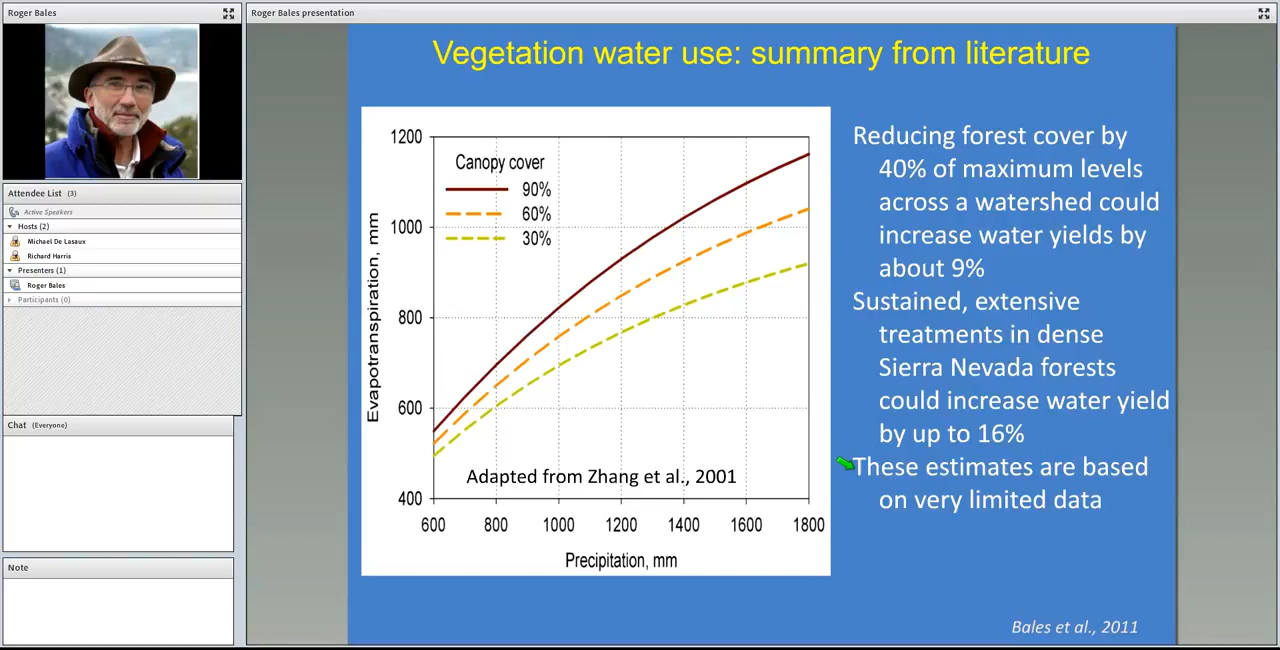 Roger Bales
Attendee List (3)
Active Speakers
Hosts (2)
Michael De Lasaux
Richard Harris
Presenters (1)
Roger Bales
Participants (0)
Chat (Everyone)
Note
Roger Bales presentation
Vegetation water use: summary from literature
1200
1000
800
600
400
Evapotranspiration, mm
Canopy cover
90%
60%
30%
Adapted from Zhang et al., 2001
600 800 1000 1200 1400 1600 1800
Precipitation, mm
Reducing forest cover by
40% of maximum levels
across a watershed could
increase water yields by
about 9%
Sustained, extensive
treatments in dense
Sierra Nevada forests
could increase water yield
by up to 16%
These estimates are based
on very limited data
Bales et al., 2011